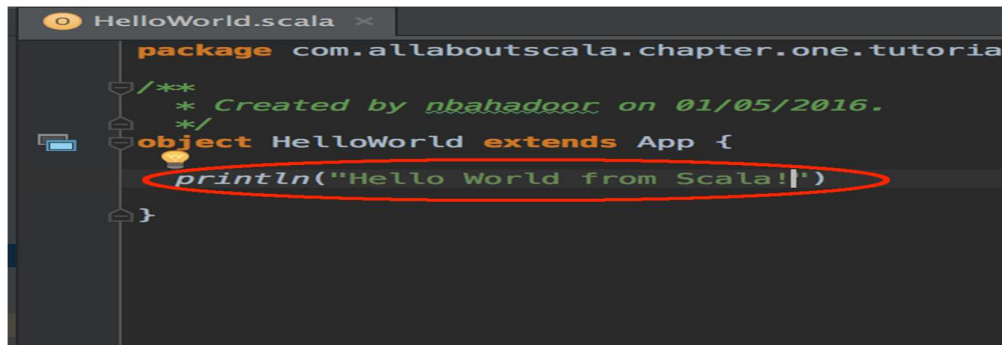 HelloWorld.scala
package com.allaboutscala.chapter.one.tutoria
/**
* Created by nbahadoor on 01/05/2016.
*/
object HelloWorld extends App {
println("Hello World from Scala!")
}